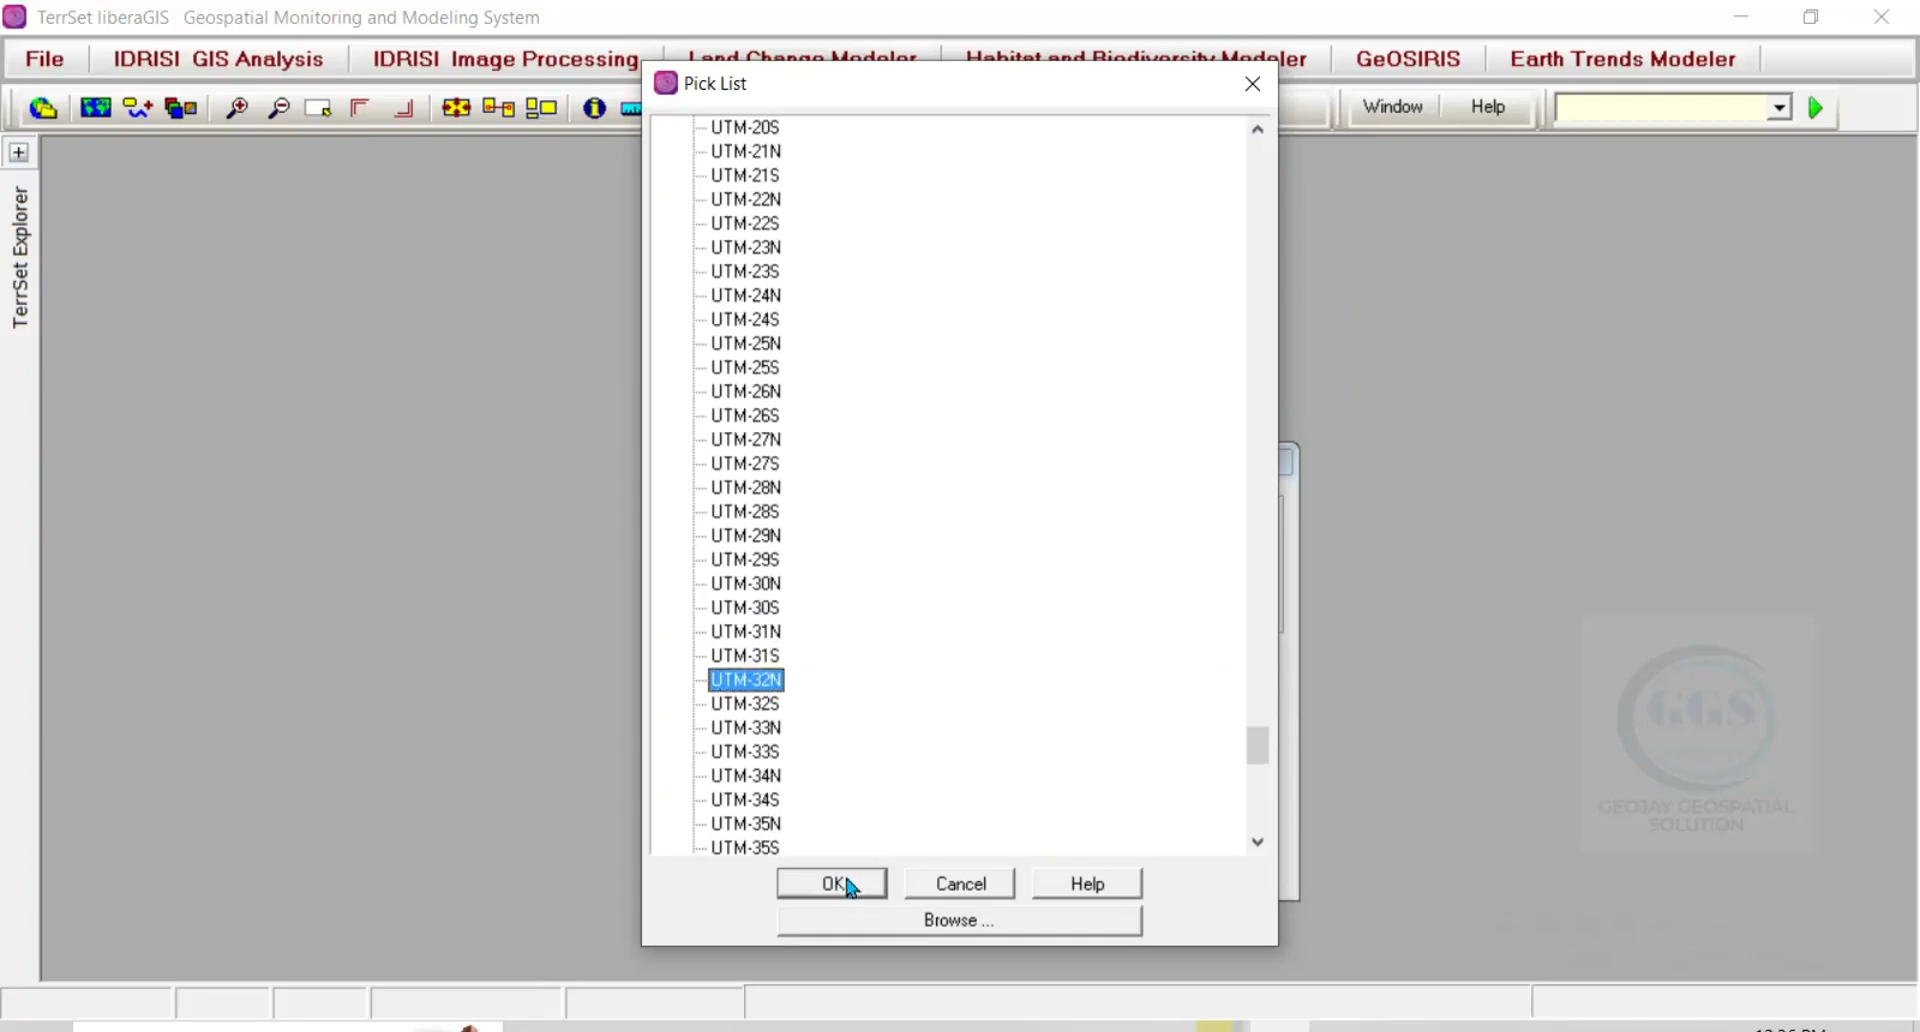 TerrSet liberaGIS   Geospatial Monitoring and Modeling System
File
IDRISI  GIS Analysis
IDRISI  Image Processing
Land Change Modeler
Habitat and Biodiversity Modeler
GeOSIRIS
Earth Trends Modeler
Window
Help
TerrSet Explorer
Pick List
UTM-20S
UTM-21N
UTM-21S
UTM-22N
UTM-22S
UTM-23N
UTM-23S
UTM-24N
UTM-24S
UTM-25N
UTM-25S
UTM-26N
UTM-26S
UTM-27N
UTM-27S
UTM-28N
UTM-28S
UTM-29N
UTM-29S
UTM-30N
UTM-30S
UTM-31N
UTM-31S
UTM-32N
UTM-32S
UTM-33N
UTM-33S
UTM-34N
UTM-34S
UTM-35N
UTM-35S
OK
Cancel
Help
Browse ...
GGS
GEOJAY GEOSPATIAL
SOLUTION